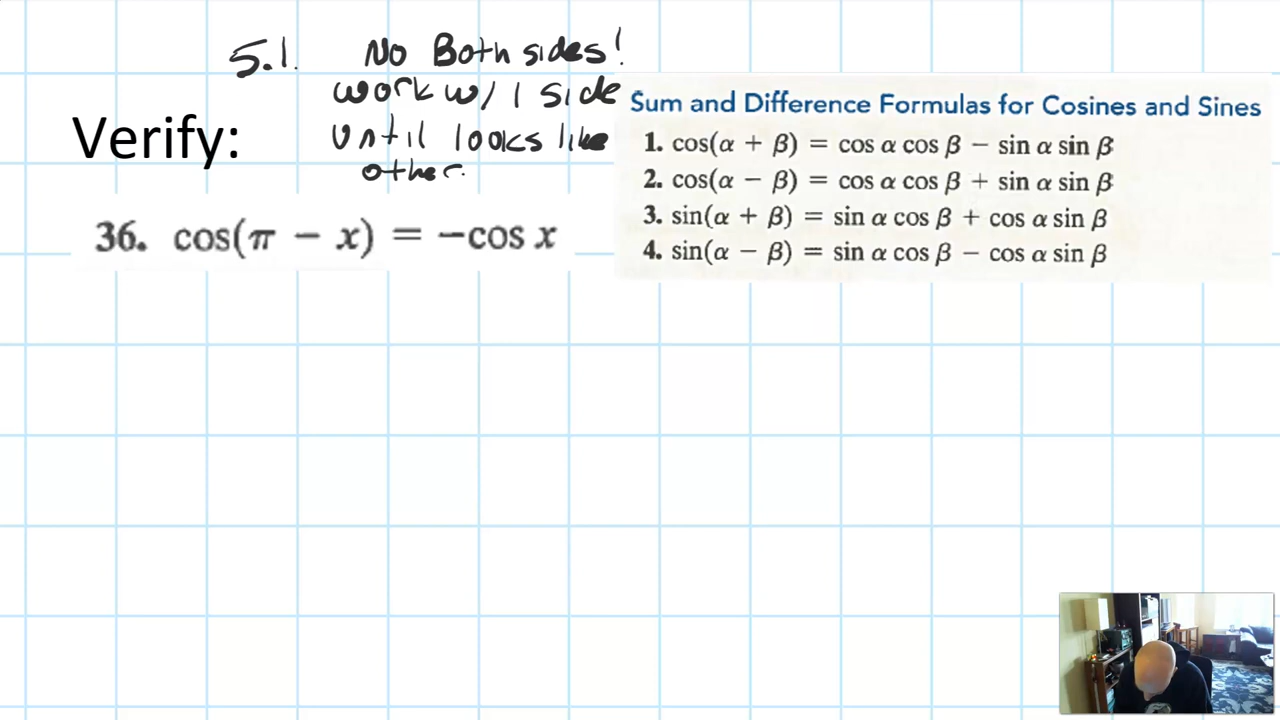 5.1. No Both sides!
work w/ 1 side
Verify: until looks like
other.
36. cos(π − x) = −cos x
Sum and Difference Formulas for Cosines and Sines
1. cos(α + β) = cos α cos β − sin α sin β
2. cos(α − β) = cos α cos β + sin α sin β
3. sin(α + β) = sin α cos β + cos α sin β
4. sin(α − β) = sin α cos β − cos α sin β